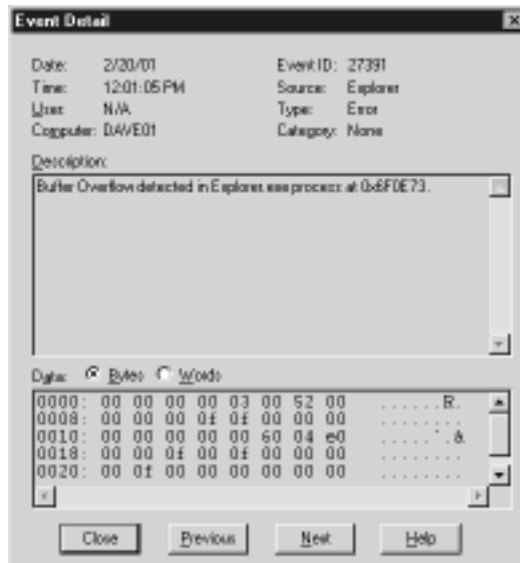 Event Detail
Date: 2/20/01 Event ID: 27391
Time: 12:01:05 PM Source: Explorer
User: N/A Type: Error
Computer: DAVE01 Category: None
Description:
Buffer Overflow detected in Explorer.exe process at 0x6F0E73.
Data: Bytes Words
0000: 00 00 00 00 03 00 52 00 ......R.
0008: 00 00 00 0f 0f 00 00 00 ........
0010: 00 00 00 00 00 60 04 e0 .....`.à
0018: 00 00 0f 00 0f 00 00 00 ........
0020: 00 0f 00 00 00 00 00 00 ........
Close Previous Next Help